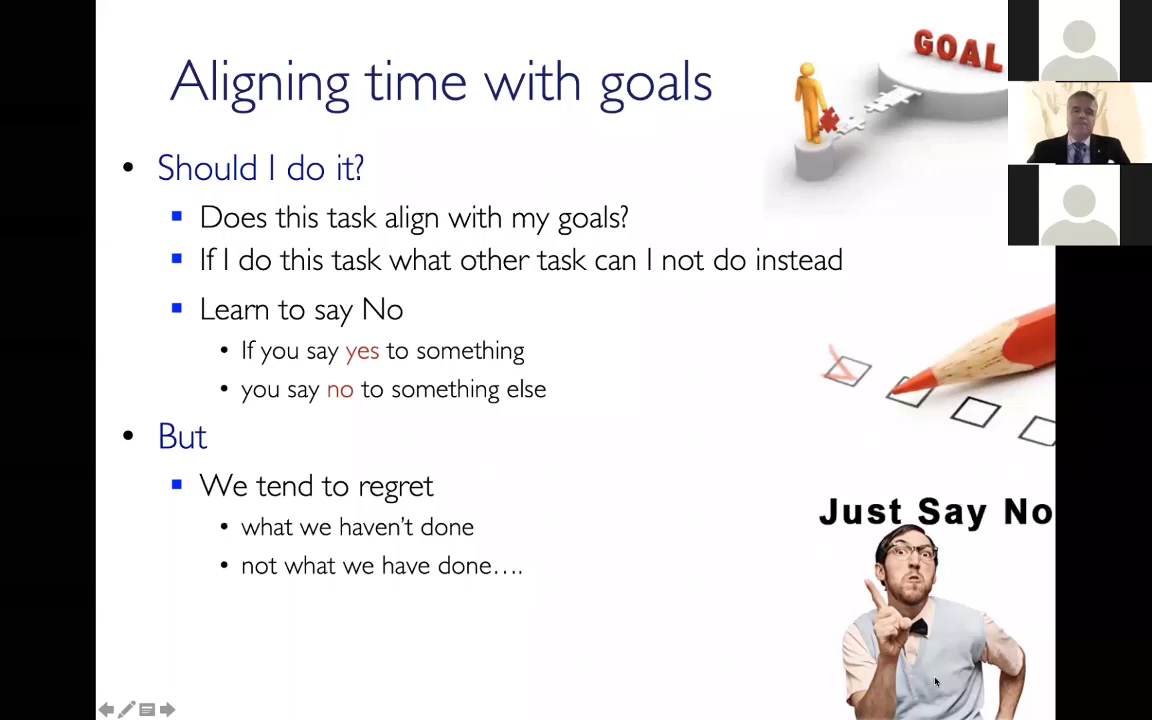 Aligning time with goals
GOAL
• Should I do it?
▪ Does this task align with my goals?
▪ If I do this task what other task can I not do instead
▪ Learn to say No
• If you say yes to something
• you say no to something else
• But
▪ We tend to regret
• what we haven't done
• not what we have done….
Just Say No